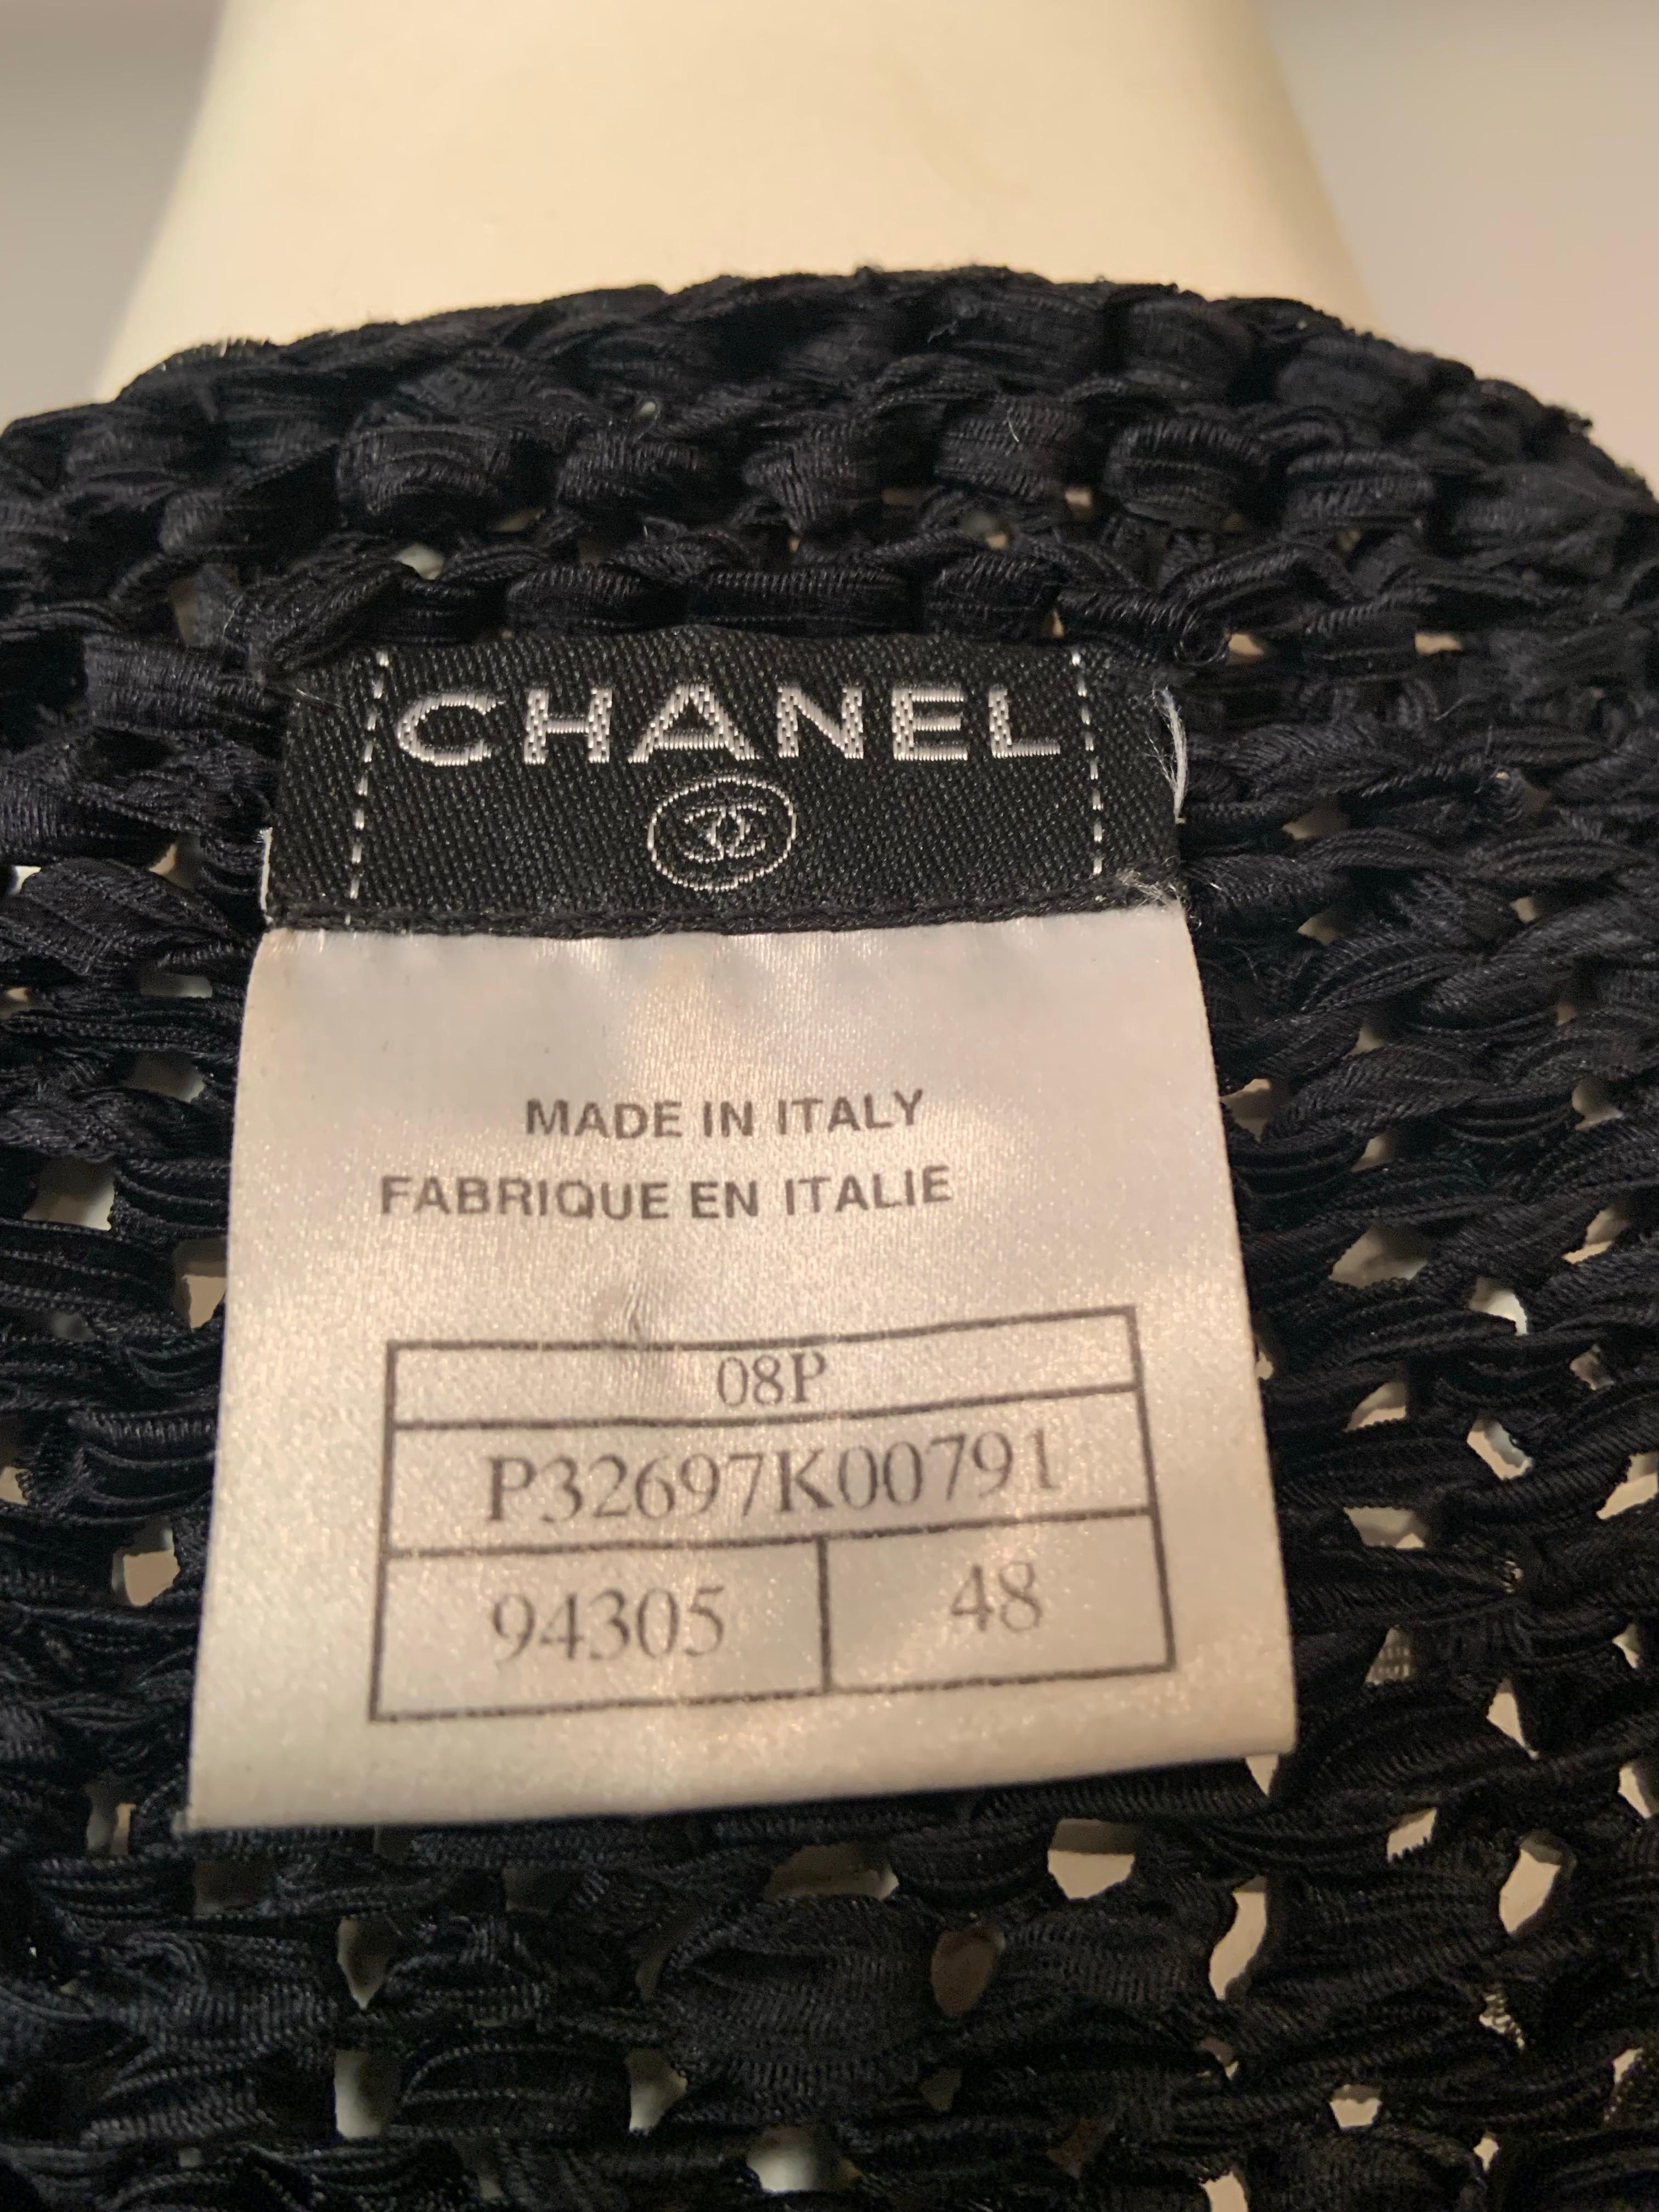 CHANEL
MADE IN ITALY
FABRIQUE EN ITALIE
08P
P32697K00791
94305 48